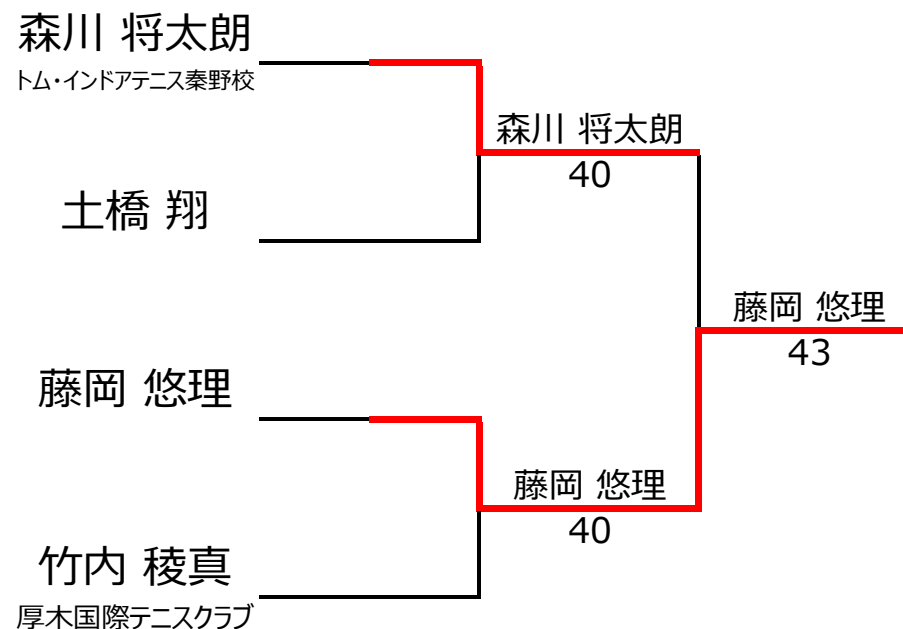 森川 将太朗
トム・インドアテニス秦野校
森川 将太朗
40
土橋 翔
藤岡 悠理
43
藤岡 悠理
藤岡 悠理
40
竹内 稜真
厚木国際テニスクラブ